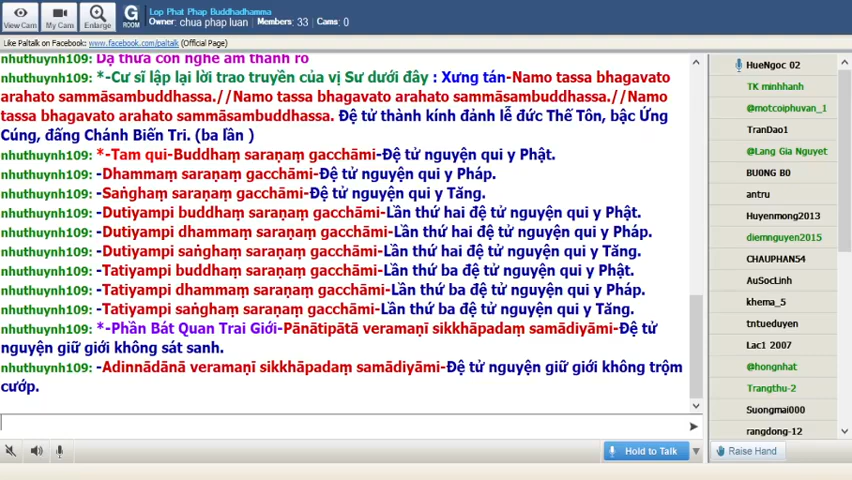 Lop Phat Phap Buddhadhamma
Owner: chua phap luan Members: 33 Cams: 0
View Cam
My Cam
Enlarge
G
ROOM
Like Paltalk on Facebook: www.facebook.com/paltalk (Official Page)
nhuthuynh109: Dạ thưa con nghe âm thanh rõ
nhuthuynh109: *-Cư sĩ lập lại lời trao truyền của vị Sư dưới đây : Xưng tán-Namo tassa bhagavato
arahato sammāsambuddhassa.//Namo tassa bhagavato arahato sammāsambuddhassa.//Namo
tassa bhagavato arahato sammāsambuddhassa. Đệ tử thành kính đảnh lễ đức Thế Tôn, bậc Ứng
Cúng, đấng Chánh Biến Tri. (ba lần )
nhuthuynh109: *-Tam qui-Buddhaṃ saraṇaṃ gacchāmi-Đệ tử nguyện qui y Phật.
nhuthuynh109: -Dhammaṃ saraṇaṃ gacchāmi-Đệ tử nguyện qui y Pháp.
nhuthuynh109: -Saṅghaṃ saraṇaṃ gacchāmi-Đệ tử nguyện qui y Tăng.
nhuthuynh109: -Dutiyampi buddhaṃ saraṇaṃ gacchāmi-Lần thứ hai đệ tử nguyện qui y Phật.
nhuthuynh109: -Dutiyampi dhammaṃ saraṇaṃ gacchāmi-Lần thứ hai đệ tử nguyện qui y Pháp.
nhuthuynh109: -Dutiyampi saṅghaṃ saraṇaṃ gacchāmi-Lần thứ hai đệ tử nguyện qui y Tăng.
nhuthuynh109: -Tatiyampi buddhaṃ saraṇaṃ gacchāmi-Lần thứ ba đệ tử nguyện qui y Phật.
nhuthuynh109: -Tatiyampi dhammaṃ saraṇaṃ gacchāmi-Lần thứ ba đệ tử nguyện qui y Pháp.
nhuthuynh109: -Tatiyampi saṅghaṃ saraṇaṃ gacchāmi-Lần thứ ba đệ tử nguyện qui y Tăng.
nhuthuynh109: *-Phần Bát Quan Trai Giới-Pānātipātā veramaṇī sikkhāpadaṃ samādiyāmi-Đệ tử
nguyện giữ giới không sát sanh.
nhuthuynh109: -Adinnādānā veramaṇī sikkhāpadaṃ samādiyāmi-Đệ tử nguyện giữ giới không trộm
cướp.
Hold to Talk
HueNgoc 02
TK minhhanh
@motcoiphuvan_1
TranDao1
@Lang Gia Nguyet
BUONG B0
antru
Huyenmong2013
diemnguyen2015
CHAUPHAN54
AuSocLinh
khema_5
tntueduyen
Lac1 2007
@hongnhat
Trangthu-2
Suongmai000
rangdong-12
Raise Hand